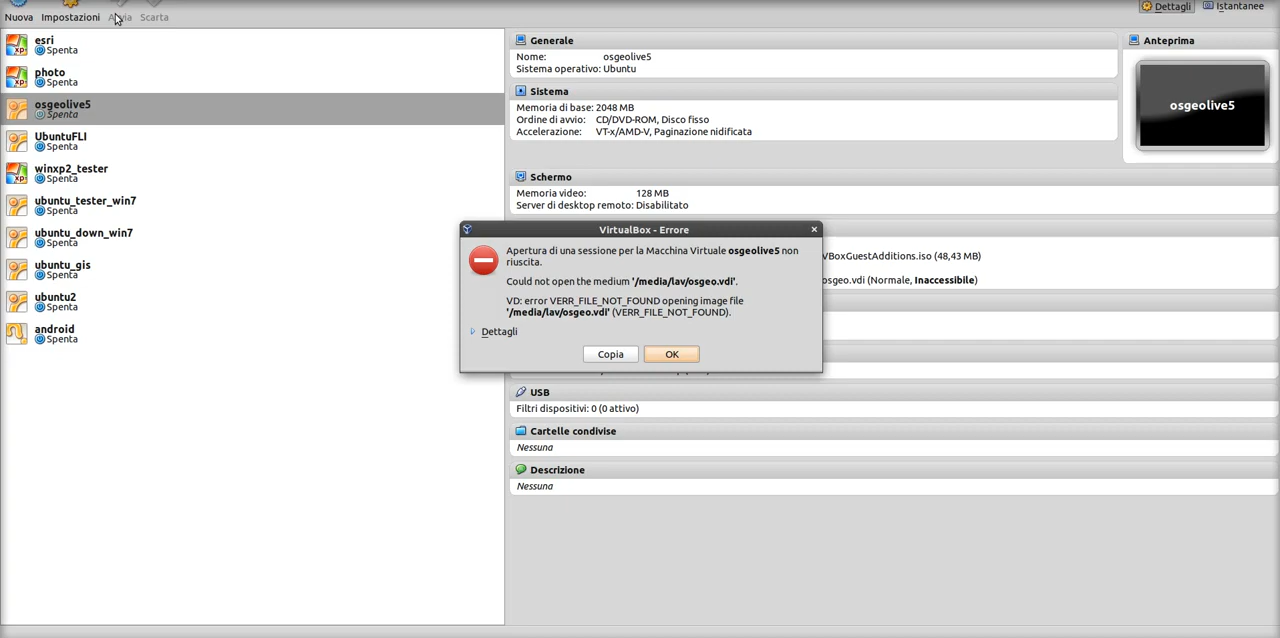 Nuova Impostazioni Avvia Scarta
Dettagli Istantanee
esri
Spenta
photo
Spenta
osgeolive5
Spenta
UbuntuFLI
Spenta
winxp2_tester
Spenta
ubuntu_tester_win7
Spenta
ubuntu_down_win7
Spenta
ubuntu_gis
Spenta
ubuntu2
Spenta
android
Spenta
Generale
Nome: osgeolive5
Sistema operativo: Ubuntu
Sistema
Memoria di base: 2048 MB
Ordine di avvio: CD/DVD-ROM, Disco fisso
Accelerazione: VT-x/AMD-V, Paginazione nidificata
Anteprima
osgeolive5
Schermo
Memoria video: 128 MB
Server di desktop remoto: Disabilitato
VBoxGuestAdditions.iso (48,43 MB)
osgeo.vdi (Normale, Inaccessibile)
VirtualBox - Errore
Apertura di una sessione per la Macchina Virtuale osgeolive5 non
riuscita.
Could not open the medium '/media/lav/osgeo.vdi'.
VD: error VERR_FILE_NOT_FOUND opening image file
'/media/lav/osgeo.vdi' (VERR_FILE_NOT_FOUND).
Dettagli
Copia OK
USB
Filtri dispositivi: 0 (0 attivo)
Cartelle condivise
Nessuna
Descrizione
Nessuna